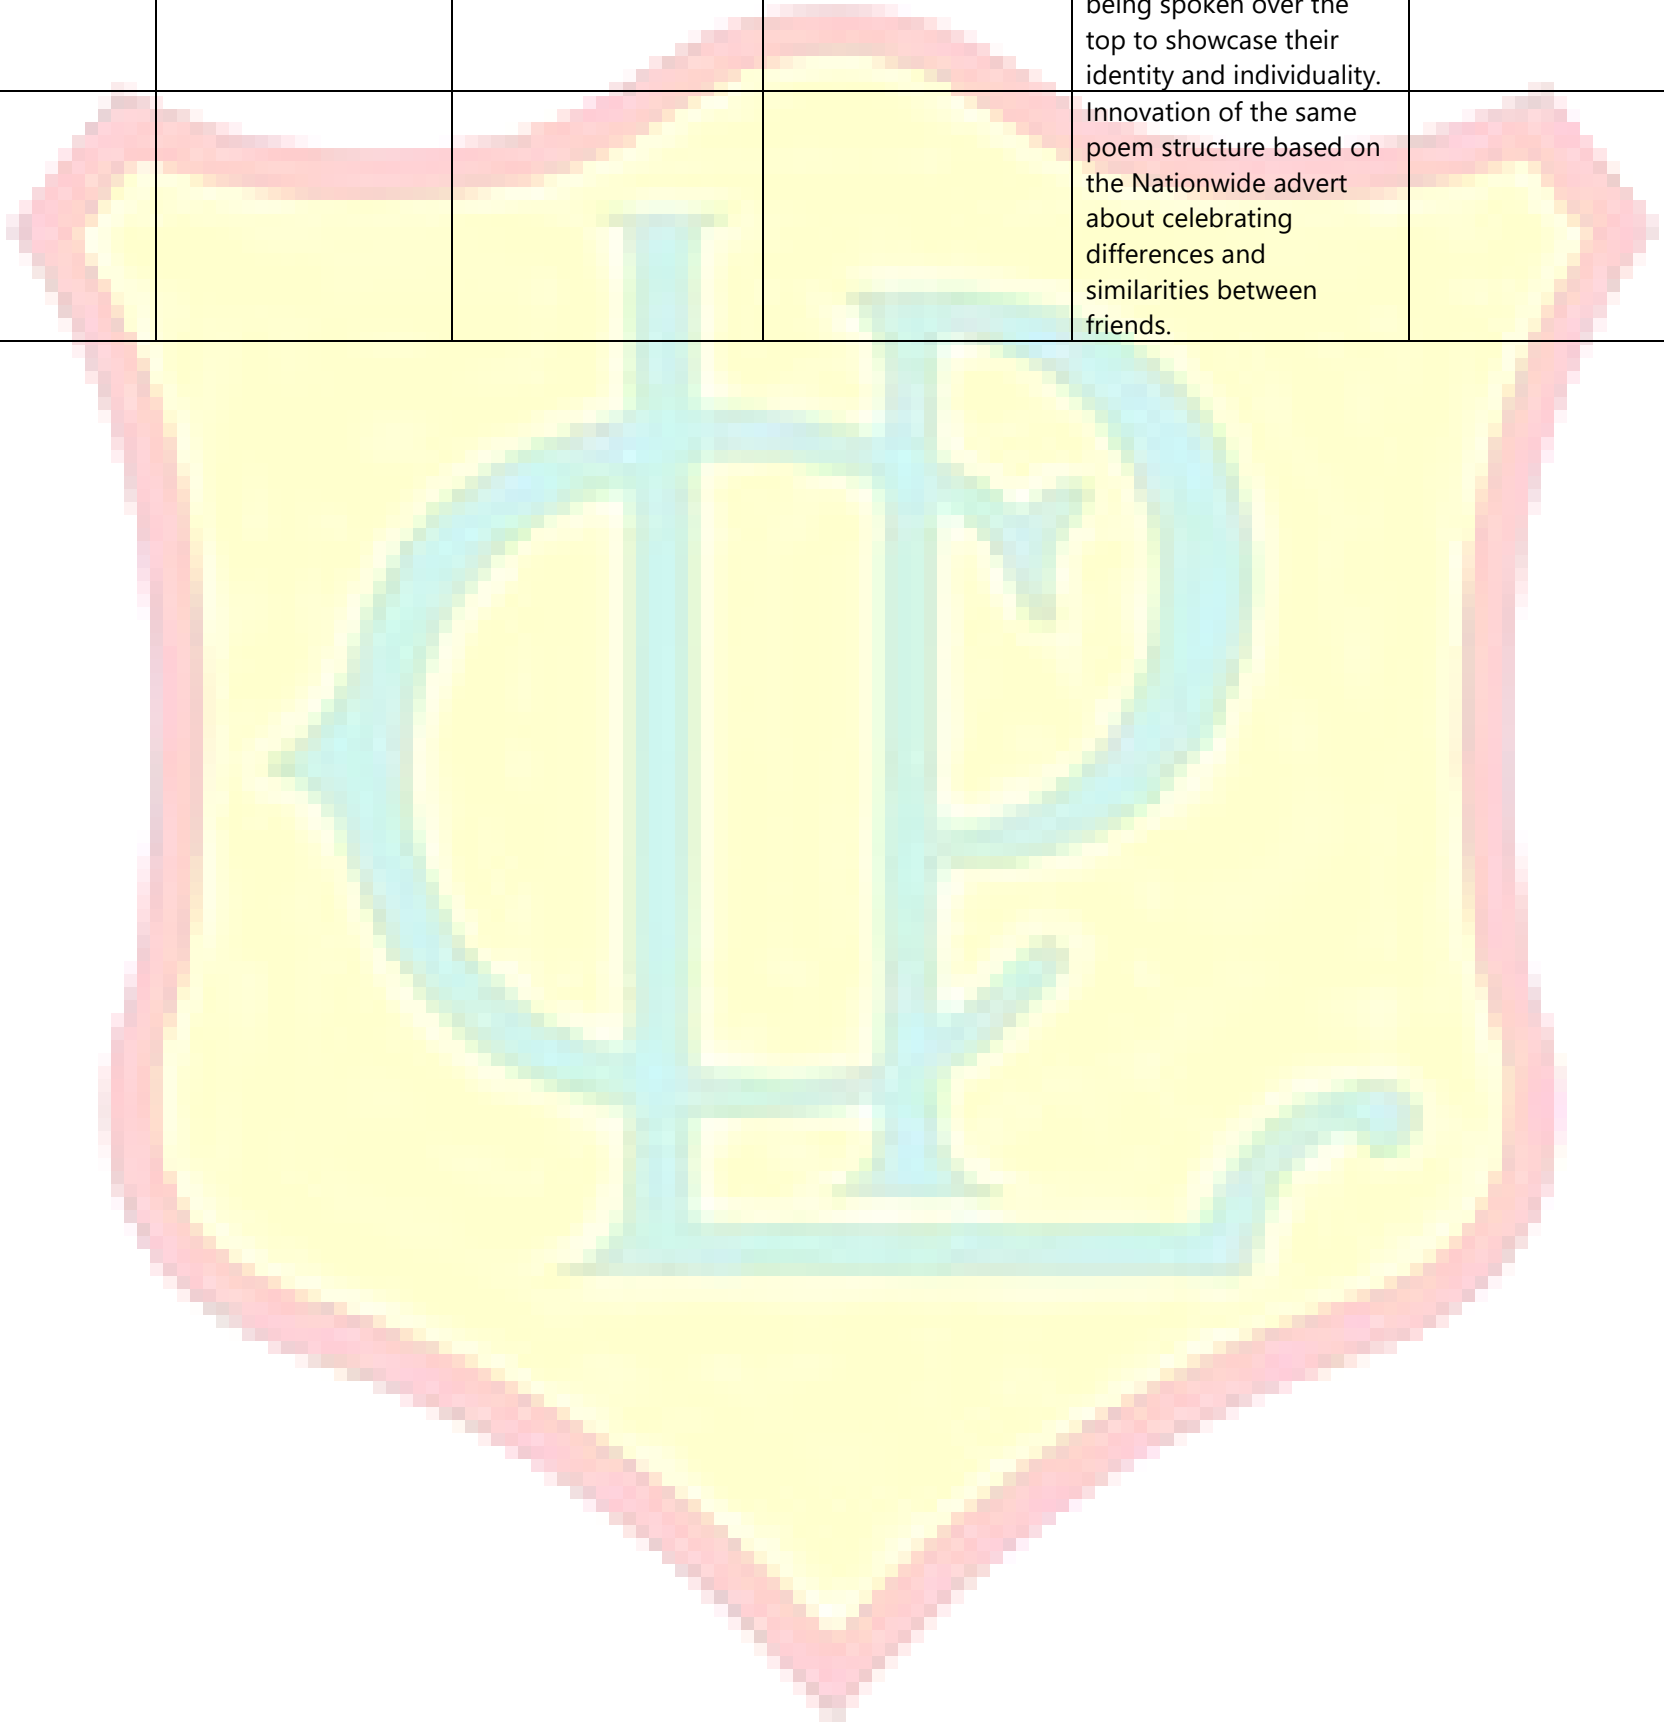 being spoken over the
top to showcase their
identity and individuality.
Innovation of the same
poem structure based on
the Nationwide advert
about celebrating
differences and
similarities between
friends.